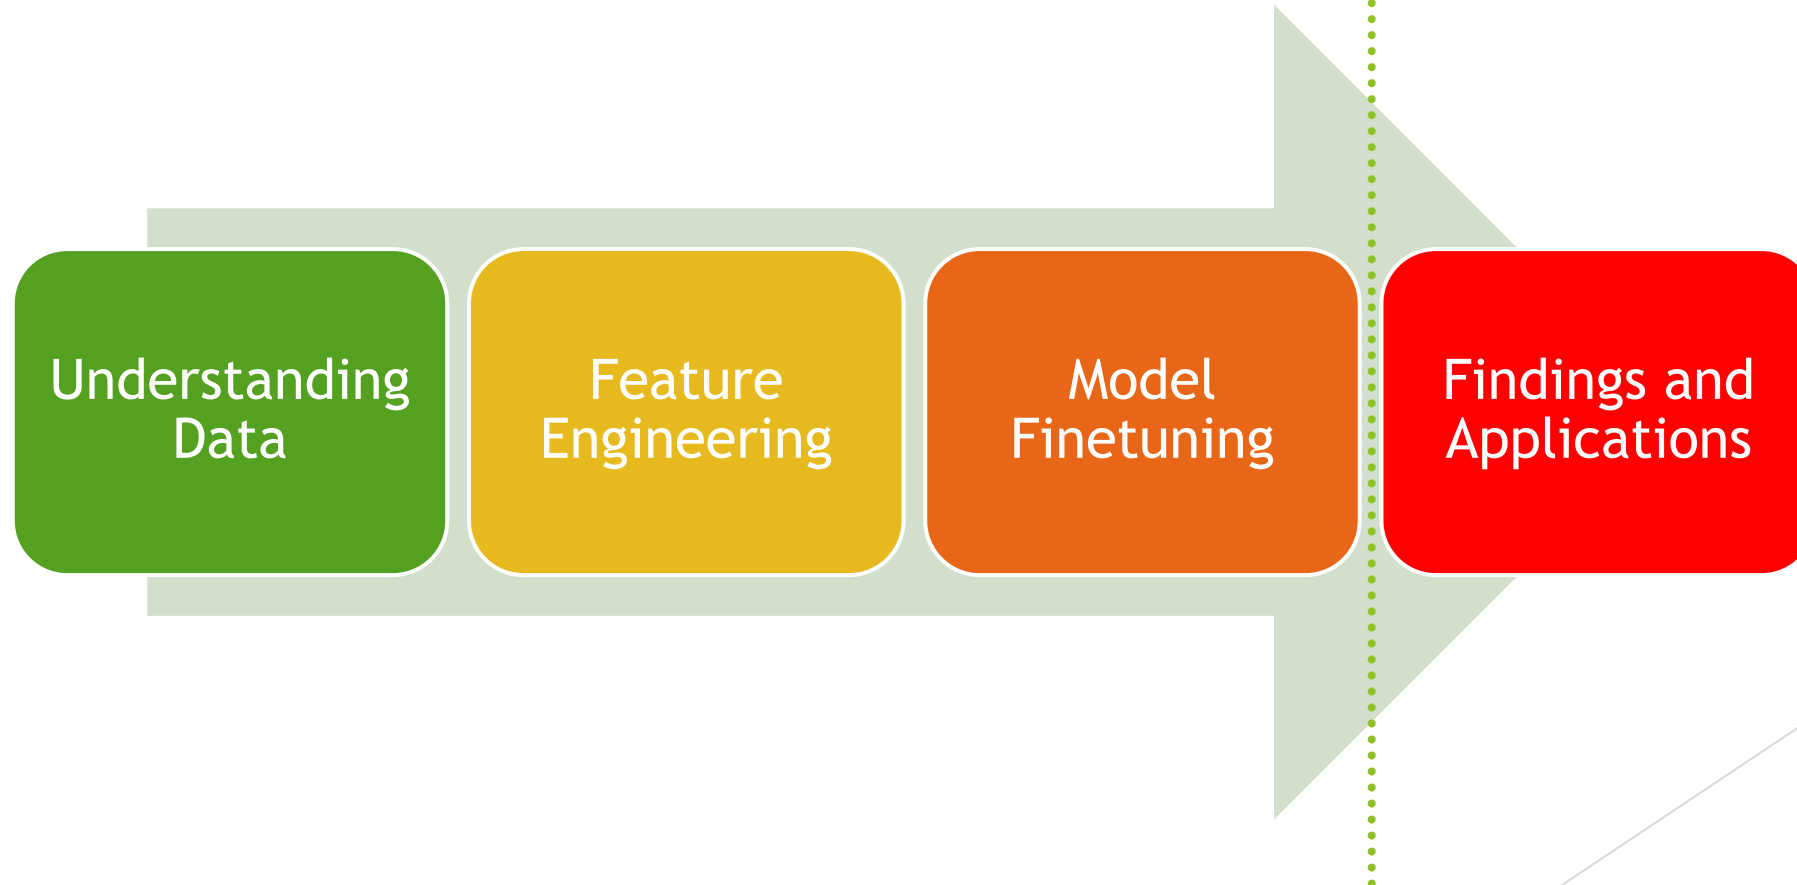 Understanding
Data
Feature
Engineering
Model
Finetuning
Findings and
Applications